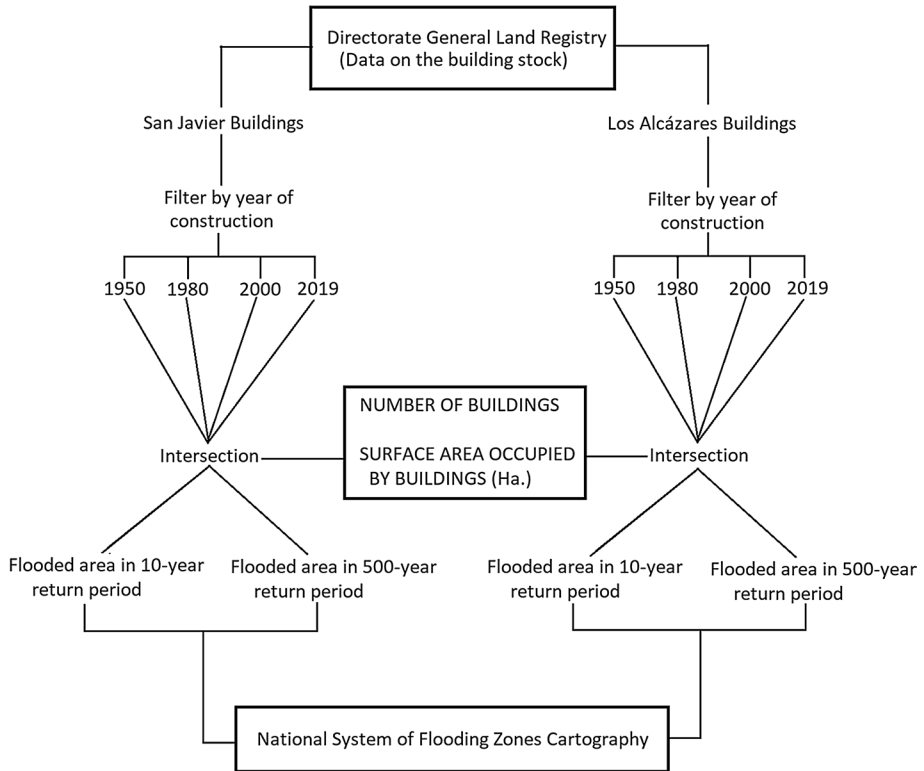 Directorate General Land Registry
(Data on the building stock)
San Javier Buildings
Los Alcázares Buildings
Filter by year of
construction
Filter by year of
construction
1950 1980 2000 2019
1950 1980 2000 2019
NUMBER OF BUILDINGS
SURFACE AREA OCCUPIED
BY BUILDINGS (Ha.)
Intersection
Intersection
Flooded area in 10-year
return period
Flooded area in 500-year
return period
Flooded area in 10-year
return period
Flooded area in 500-year
return period
National System of Flooding Zones Cartography